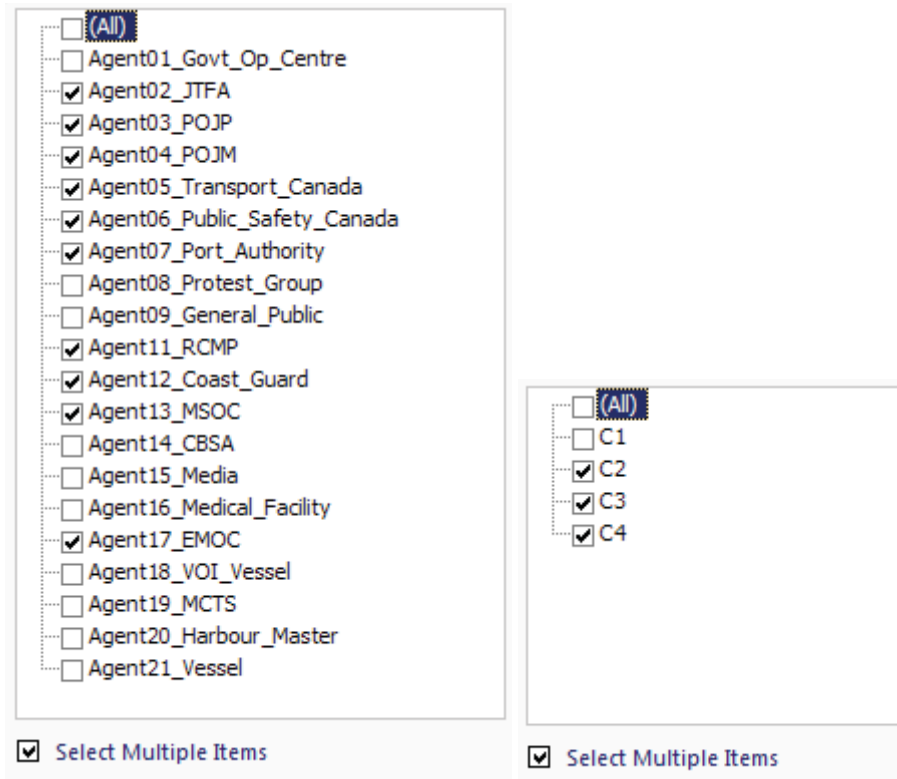 (All)
Agent01_Govt_Op_Centre
Agent02_JTFA
Agent03_POJP
Agent04_POJM
Agent05_Transport_Canada
Agent06_Public_Safety_Canada
Agent07_Port_Authority
Agent08_Protest_Group
Agent09_General_Public
Agent11_RCMP
Agent12_Coast_Guard
Agent13_MSOC
Agent14_CBSA
Agent15_Media
Agent16_Medical_Facility
Agent17_EMOC
Agent18_VOI_Vessel
Agent19_MCTS
Agent20_Harbour_Master
Agent21_Vessel
Select Multiple Items
(All)
C1
C2
C3
C4
Select Multiple Items